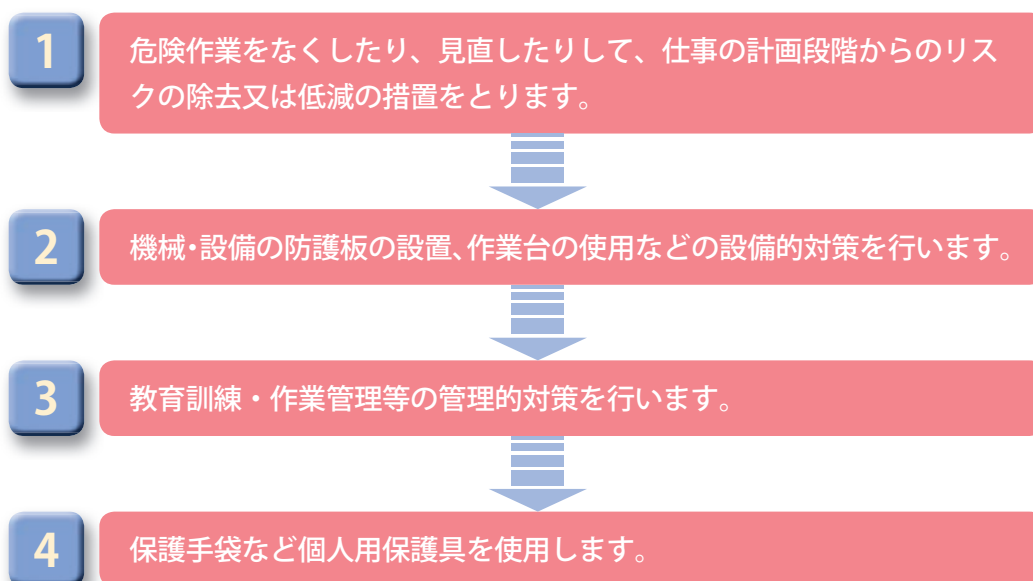 1
危険作業をなくしたり、見直したりして、仕事の計画段階からのリス
クの除去又は低減の措置をとります。
2
機械・設備の防護板の設置、作業台の使用などの設備的対策を行います。
3
教育訓練・作業管理等の管理的対策を行います。
4
保護手袋など個人用保護具を使用します。